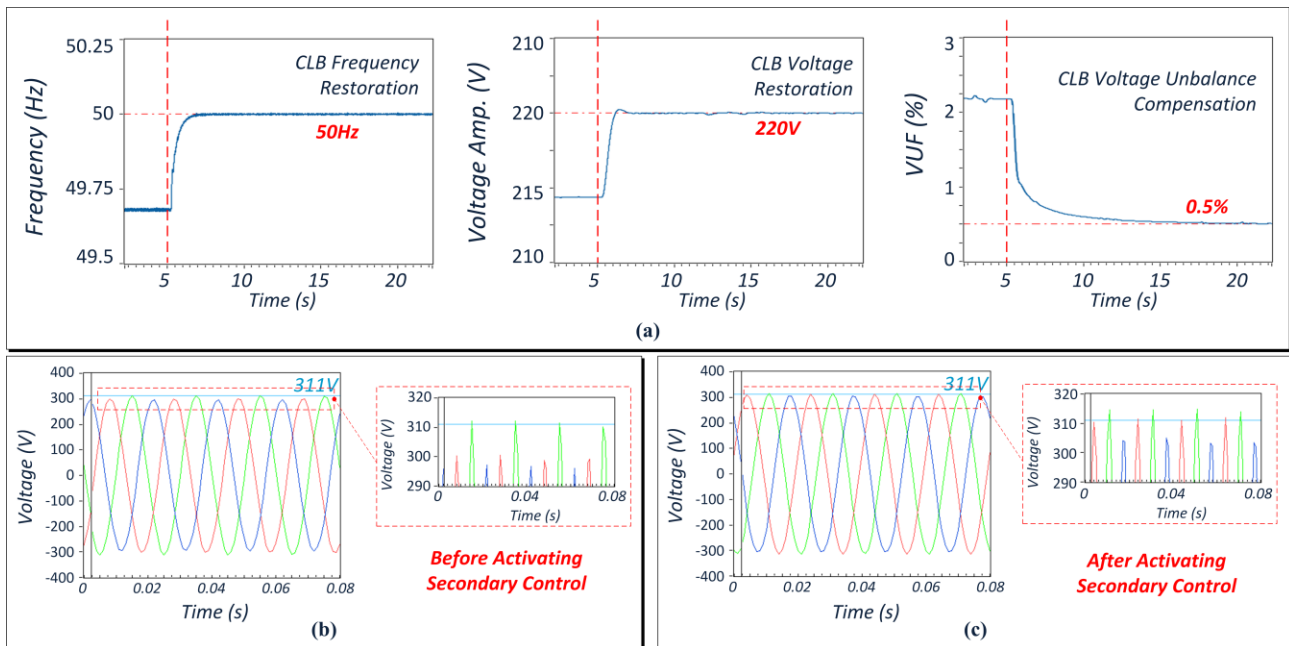 Frequency (Hz)
50.25
50
49.75
49.5
CLB Frequency
Restoration
50Hz
5
10
15
20
Time (s)
Voltage Amp. (V)
210
220
215
210
CLB Voltage
Restoration
220V
5
10
15
20
Time (s)
VUF (%)
3
2
1
0
CLB Voltage Unbalance
Compensation
0.5%
5
10
15
20
Time (s)
(a)
Voltage (V)
400
300
200
100
0
-100
-200
-300
-400
311V
0
0.02
0.04
0.06
0.08
Time (s)
Voltage (V)
320
310
300
290
0
0.04
0.08
Time (s)
Before Activating
Secondary Control
(b)
Voltage (V)
400
300
200
100
0
-100
-200
-300
-400
311V
0
0.02
0.04
0.06
0.08
Time (s)
Voltage (V)
320
310
300
290
0
0.04
0.08
Time (s)
After Activating
Secondary Control
(c)